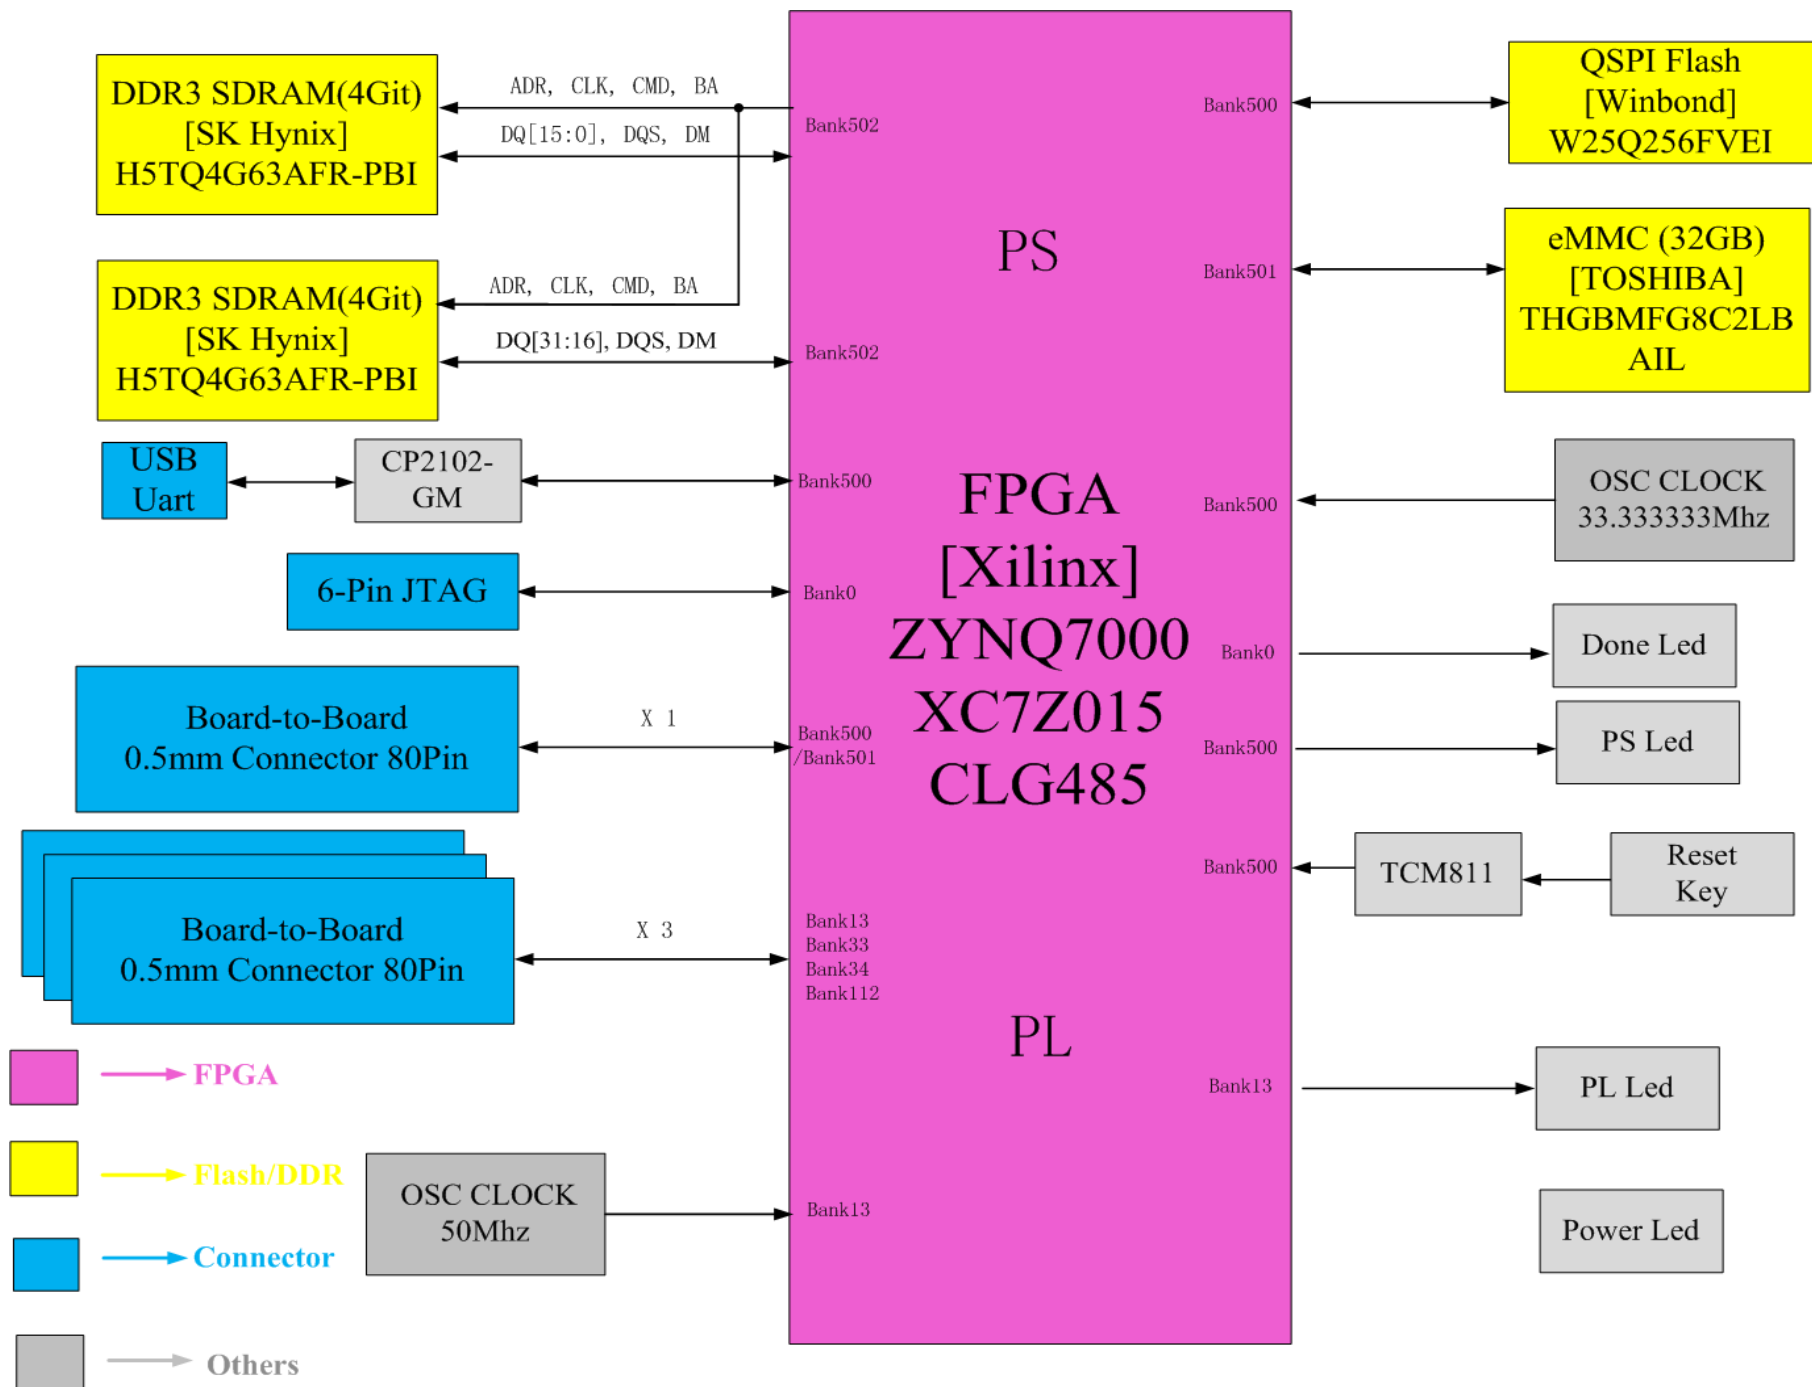 DDR3 SDRAM(4Git)
[SK Hynix]
H5TQ4G63AFR-PBI
ADR, CLK, CMD, BA
DQ[15:0], DQS, DM
Bank502
DDR3 SDRAM(4Git)
[SK Hynix]
H5TQ4G63AFR-PBI
ADR, CLK, CMD, BA
DQ[31:16], DQS, DM
Bank502
USB
Uart
CP2102-
GM
Bank500
6-Pin JTAG
Bank0
Board-to-Board
0.5mm Connector 80Pin
X 1
Bank500
/Bank501
Board-to-Board
0.5mm Connector 80Pin
X 3
Bank13
Bank33
Bank34
Bank112
OSC CLOCK
50Mhz
Bank13
PS
FPGA
[Xilinx]
ZYNQ7000
XC7Z015
CLG485
PL
Bank500
QSPI Flash
[Winbond]
W25Q256FVEI
Bank501
eMMC (32GB)
[TOSHIBA]
THGBMFG8C2LB
AIL
Bank500
OSC CLOCK
33.333333Mhz
Bank0
Done Led
Bank500
PS Led
Bank500
TCM811
Reset
Key
Bank13
PL Led
Power Led
FPGA
Flash/DDR
Connector
Others